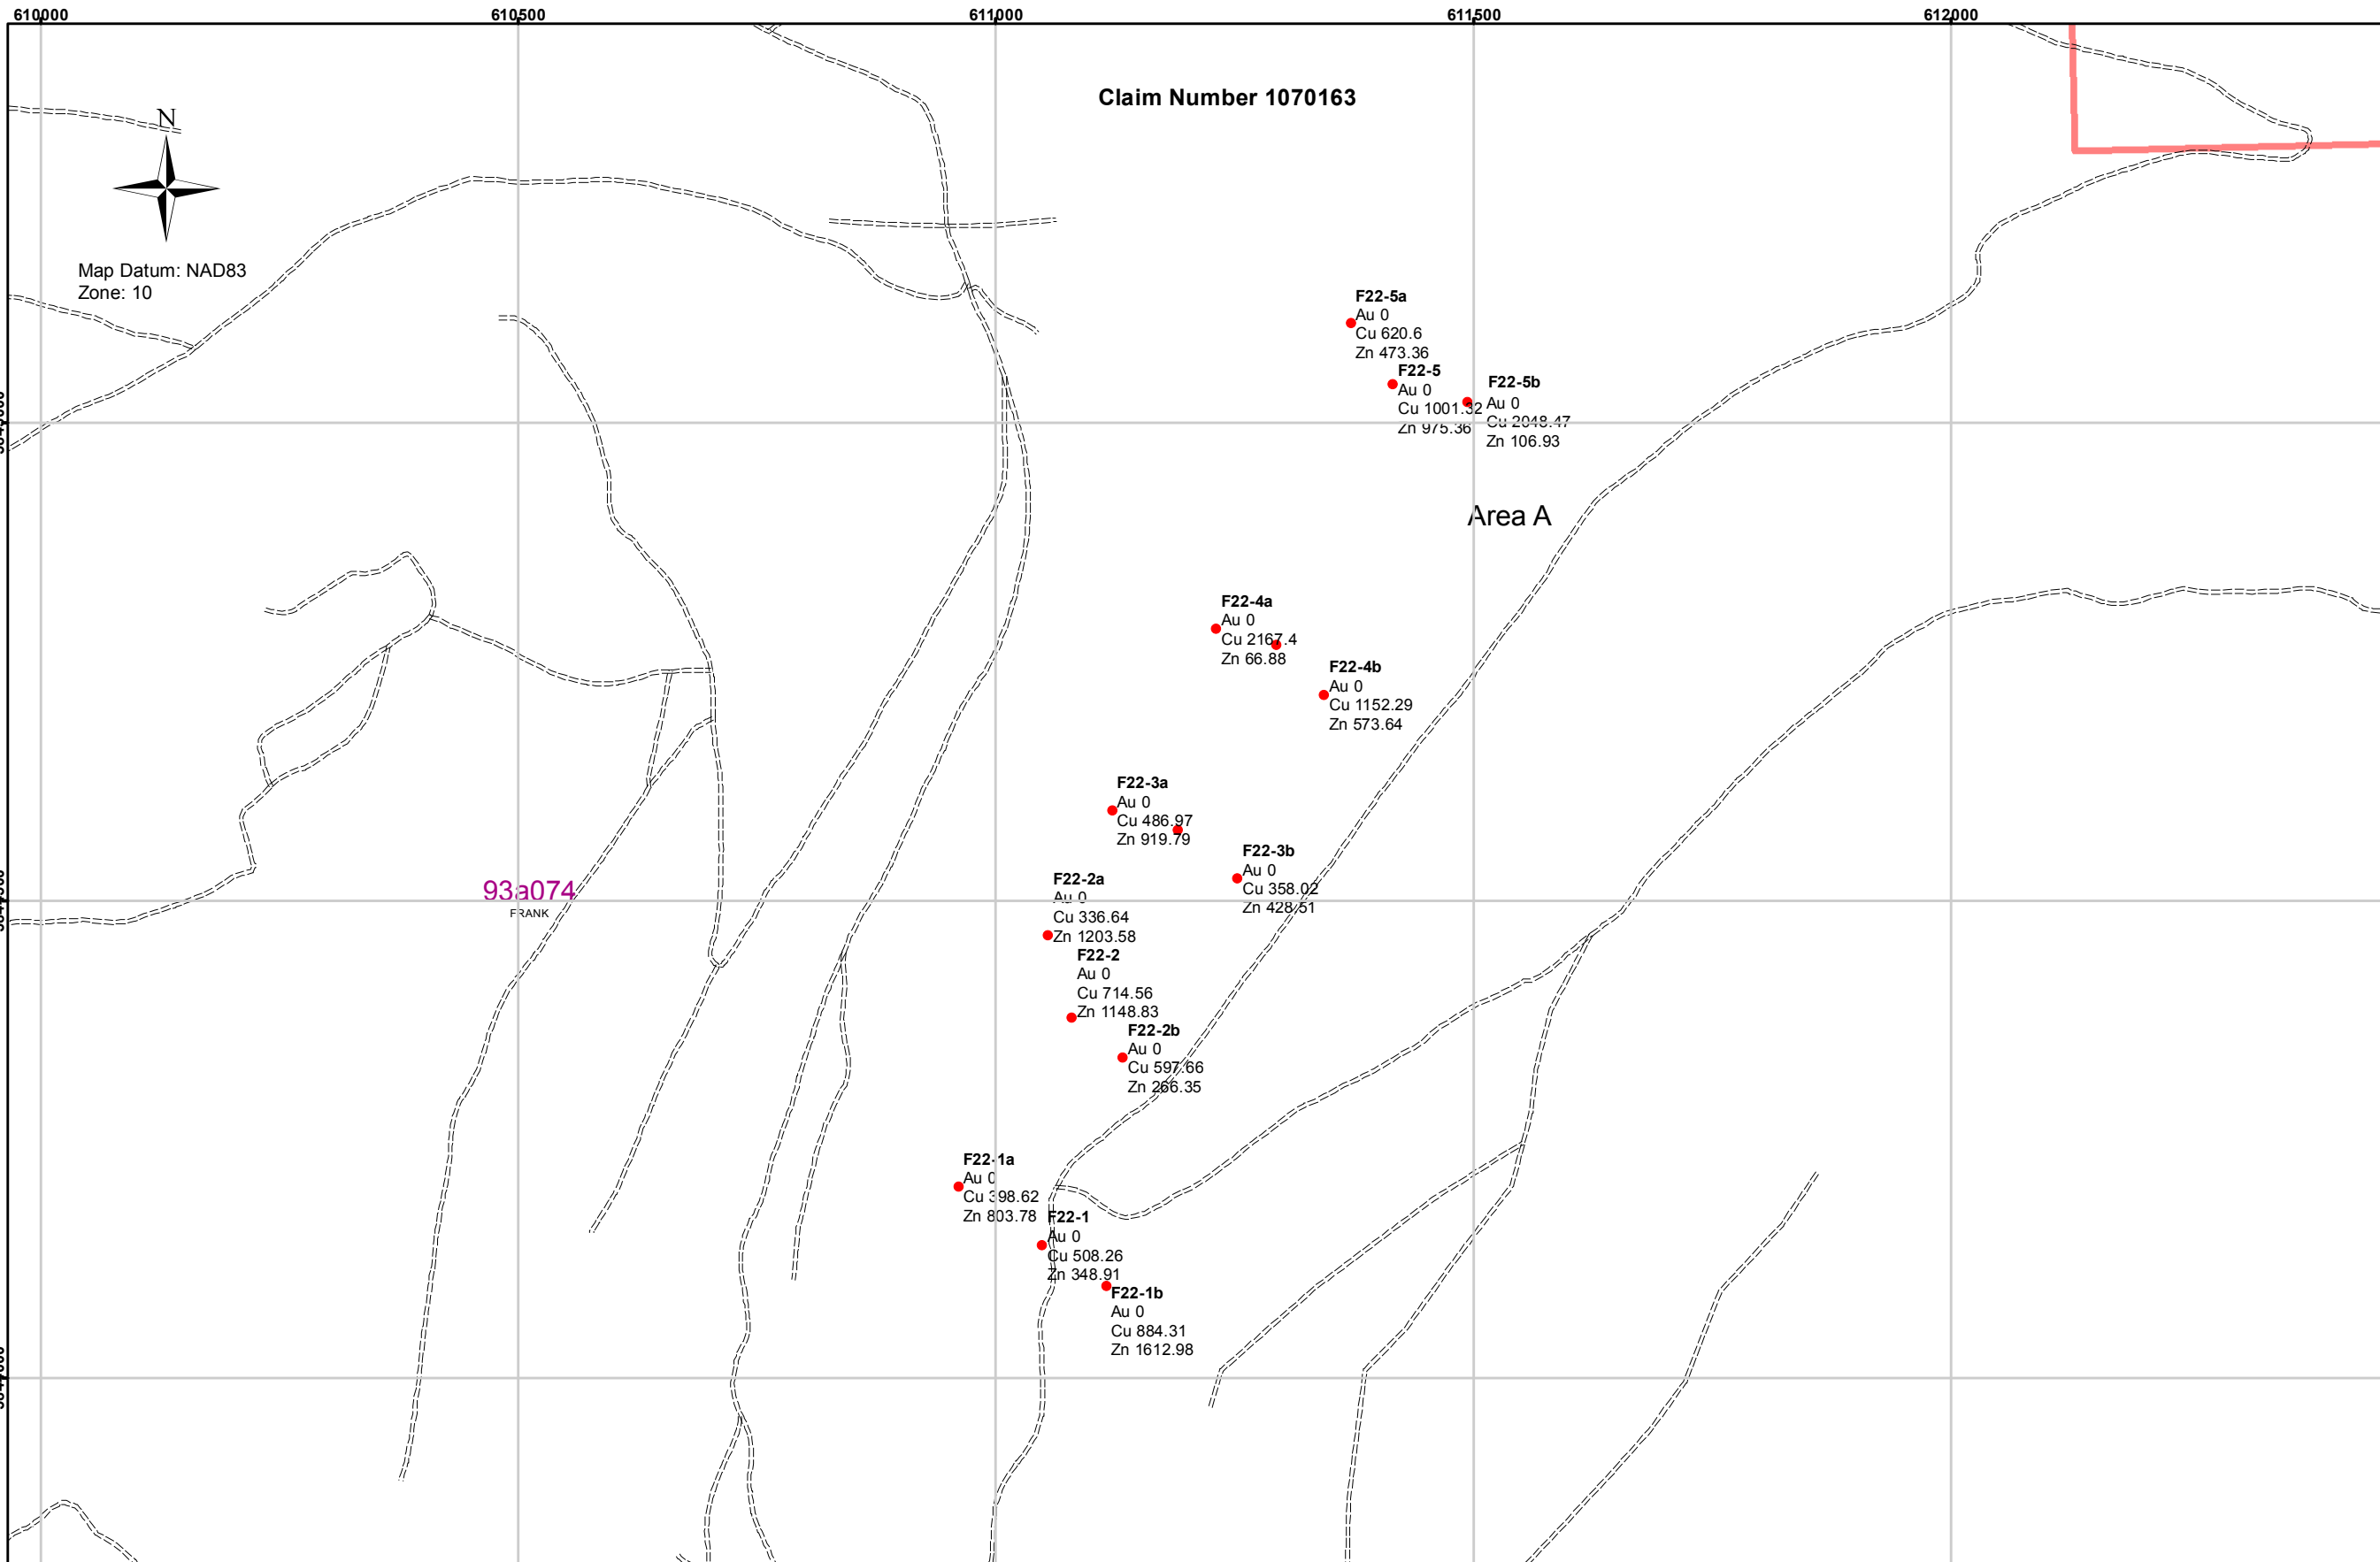 610000
610500
611000
611500
612000
Claim Number 1070163
N
Map Datum: NAD83
Zone: 10
F22-5a
Au 0
Cu 620.6
Zn 473.36
F22-5
Au 0
Cu 1001.32
Zn 975.36
F22-5b
Au 0
Cu 2048.47
Zn 106.93
Area A
F22-4a
Au 0
Cu 2167.4
Zn 66.88
F22-4b
Au 0
Cu 1152.29
Zn 573.64
F22-3a
Au 0
Cu 486.97
Zn 919.79
F22-3b
Au 0
Cu 358.02
Zn 428.51
93a074
FRANK
F22-2a
Au 0
Cu 336.64
Zn 1203.58
F22-2
Au 0
Cu 714.56
Zn 1148.83
F22-2b
Au 0
Cu 597.66
Zn 266.35
F22-1a
Au 0
Cu 398.62
Zn 803.78
F22-1
Au 0
Cu 508.26
Zn 348.91
F22-1b
Au 0
Cu 884.31
Zn 1612.98